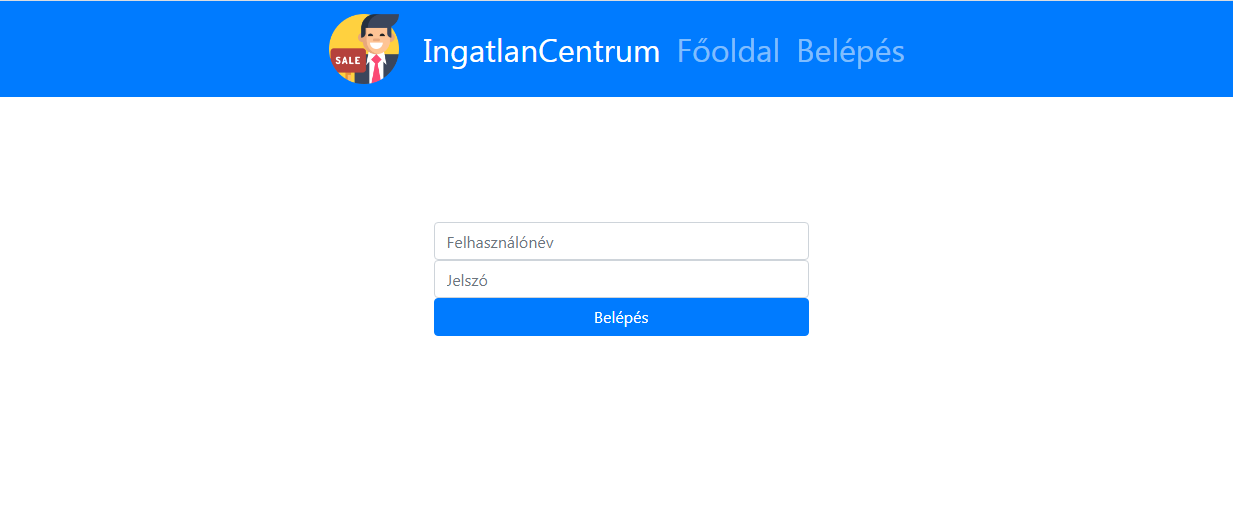 SALE
IngatlanCentrum Főoldal Belépés
Felhasználónév
Jelszó
Belépés